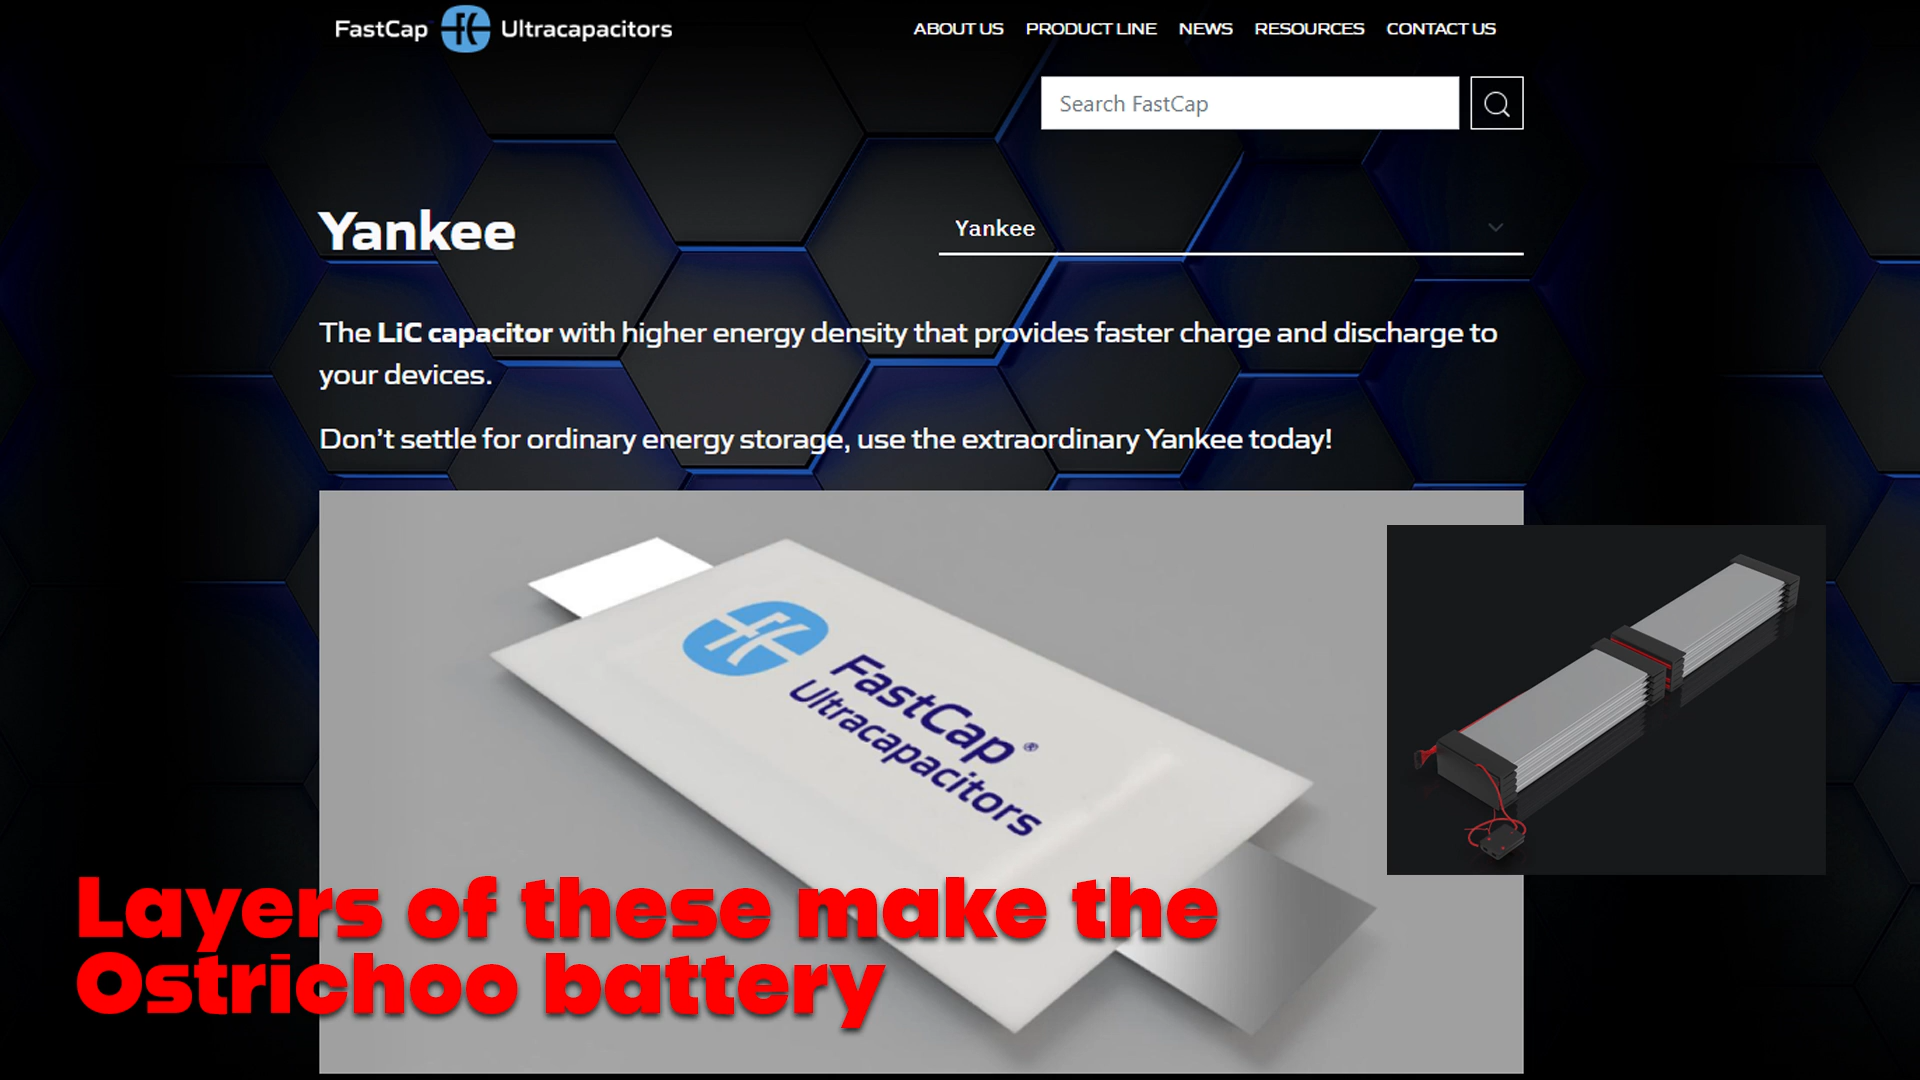 FastCap FC Ultracapacitors
ABOUT US PRODUCT LINE NEWS RESOURCES CONTACT US
Search FastCap
Yankee
Yankee
The LiC capacitor with higher energy density that provides faster charge and discharge to
your devices.
Don't settle for ordinary energy storage, use the extraordinary Yankee today!
FC FastCap®
Ultracapacitors
Layers of these make the
Ostrichoo battery